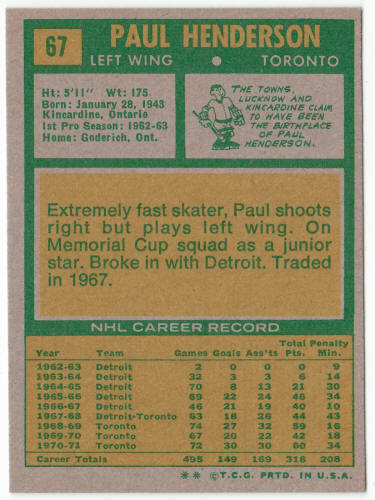 67 PAUL HENDERSON
LEFT WING • TORONTO
Ht: 5'11" Wt: 175
Born: January 28, 1943
Kincardine, Ontario
1st Pro Season: 1962-63
Home: Goderich, Ont.
THE TOWNS,
LUCKNOW AND
KINCARDINE CLAIM
TO HAVE BEEN
THE BIRTHPLACE
OF PAUL
HENDERSON.
Extremely fast skater, Paul shoots
right but plays left wing. On
Memorial Cup squad as a junior
star. Broke in with Detroit. Traded
in 1967.
NHL CAREER RECORD
Total Penalty
Year Team Games Goals Ass'ts Pts. Min.
1962-63 Detroit 2 0 0 0 9
1963-64 Detroit 32 3 3 6 14
1964-65 Detroit 70 8 13 21 30
1965-66 Detroit 69 22 24 46 34
1966-67 Detroit 46 21 19 40 10
1967-68 Detroit-Toronto 63 18 26 44 43
1968-69 Toronto 74 27 32 59 16
1969-70 Toronto 67 20 22 42 18
1970-71 Toronto 72 30 30 60 34
Career Totals 495 149 169 318 208
** ©T.C.G. PRTD. IN U.S.A.